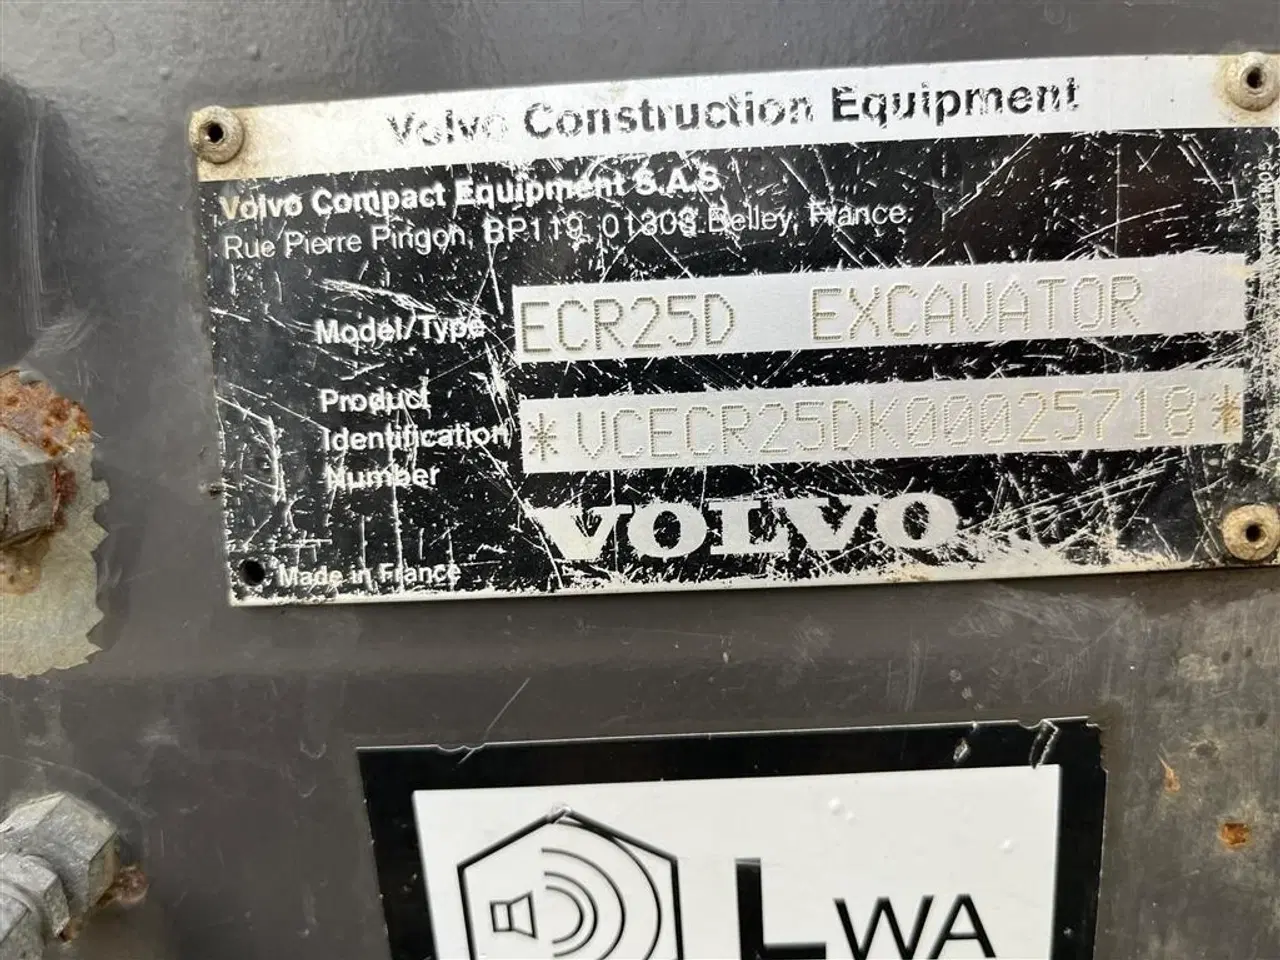 Volvo Construction Equipment
Volvo Compact Equipment S.A.S
Rue Pierre Pingon, BP119, 01303 Belley, France.
Model/Type ECR25D EXCAVATOR
Product
Identification
Number
*VCECR25DK00025718*
VOLVO
Made in France
LWA